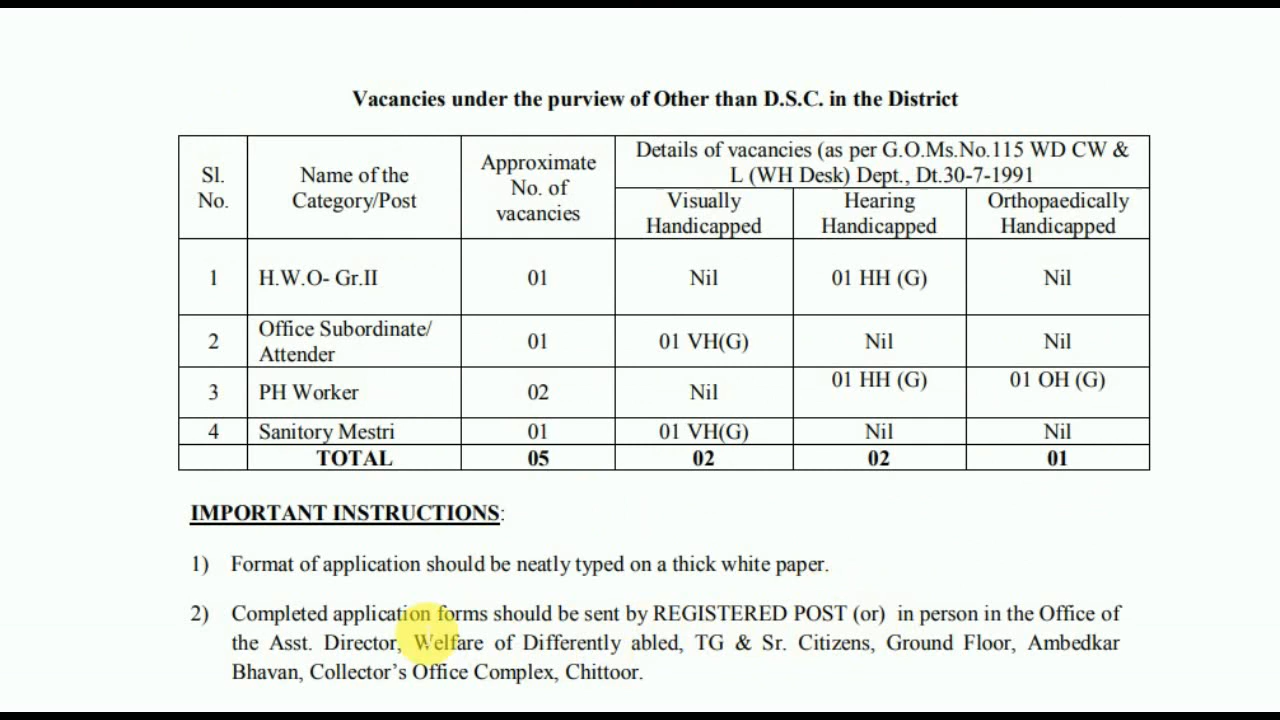 Vacancies under the purview of Other than D.S.C. in the District
Sl. No. Name of the Category/Post Approximate No. of vacancies Details of vacancies (as per G.O.Ms.No.115 WD CW & L (WH Desk) Dept., Dt.30-7-1991
Visually Handicapped Hearing Handicapped Orthopaedically Handicapped
1 H.W.O- Gr.II 01 Nil 01 HH (G) Nil
2 Office Subordinate/ Attender 01 01 VH(G) Nil Nil
3 PH Worker 02 Nil 01 HH (G) 01 OH (G)
4 Sanitory Mestri 01 01 VH(G) Nil Nil
TOTAL 05 02 02 01
IMPORTANT INSTRUCTIONS:
1) Format of application should be neatly typed on a thick white paper.
2) Completed application forms should be sent by REGISTERED POST (or) in person in the Office of
the Asst. Director, Welfare of Differently abled, TG & Sr. Citizens, Ground Floor, Ambedkar
Bhavan, Collector's Office Complex, Chittoor.